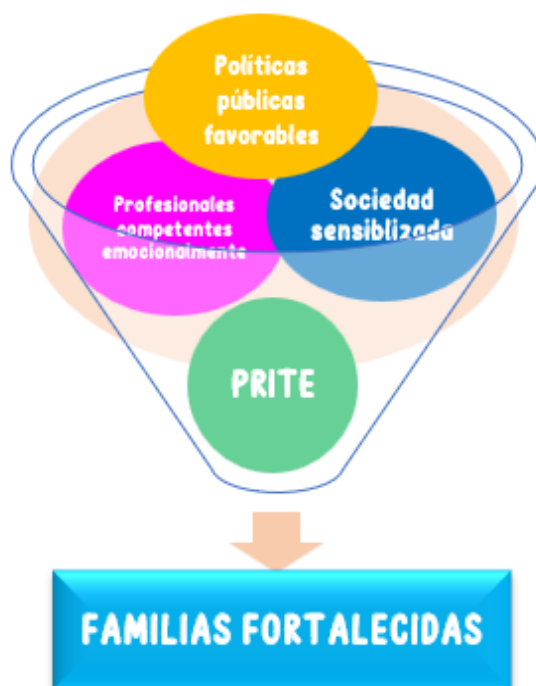 Políticas
públicas
favorables
Profesionales
competentes
emocionalmente
Sociedad
sensiblizada
PRITE
FAMILIAS FORTALECIDAS